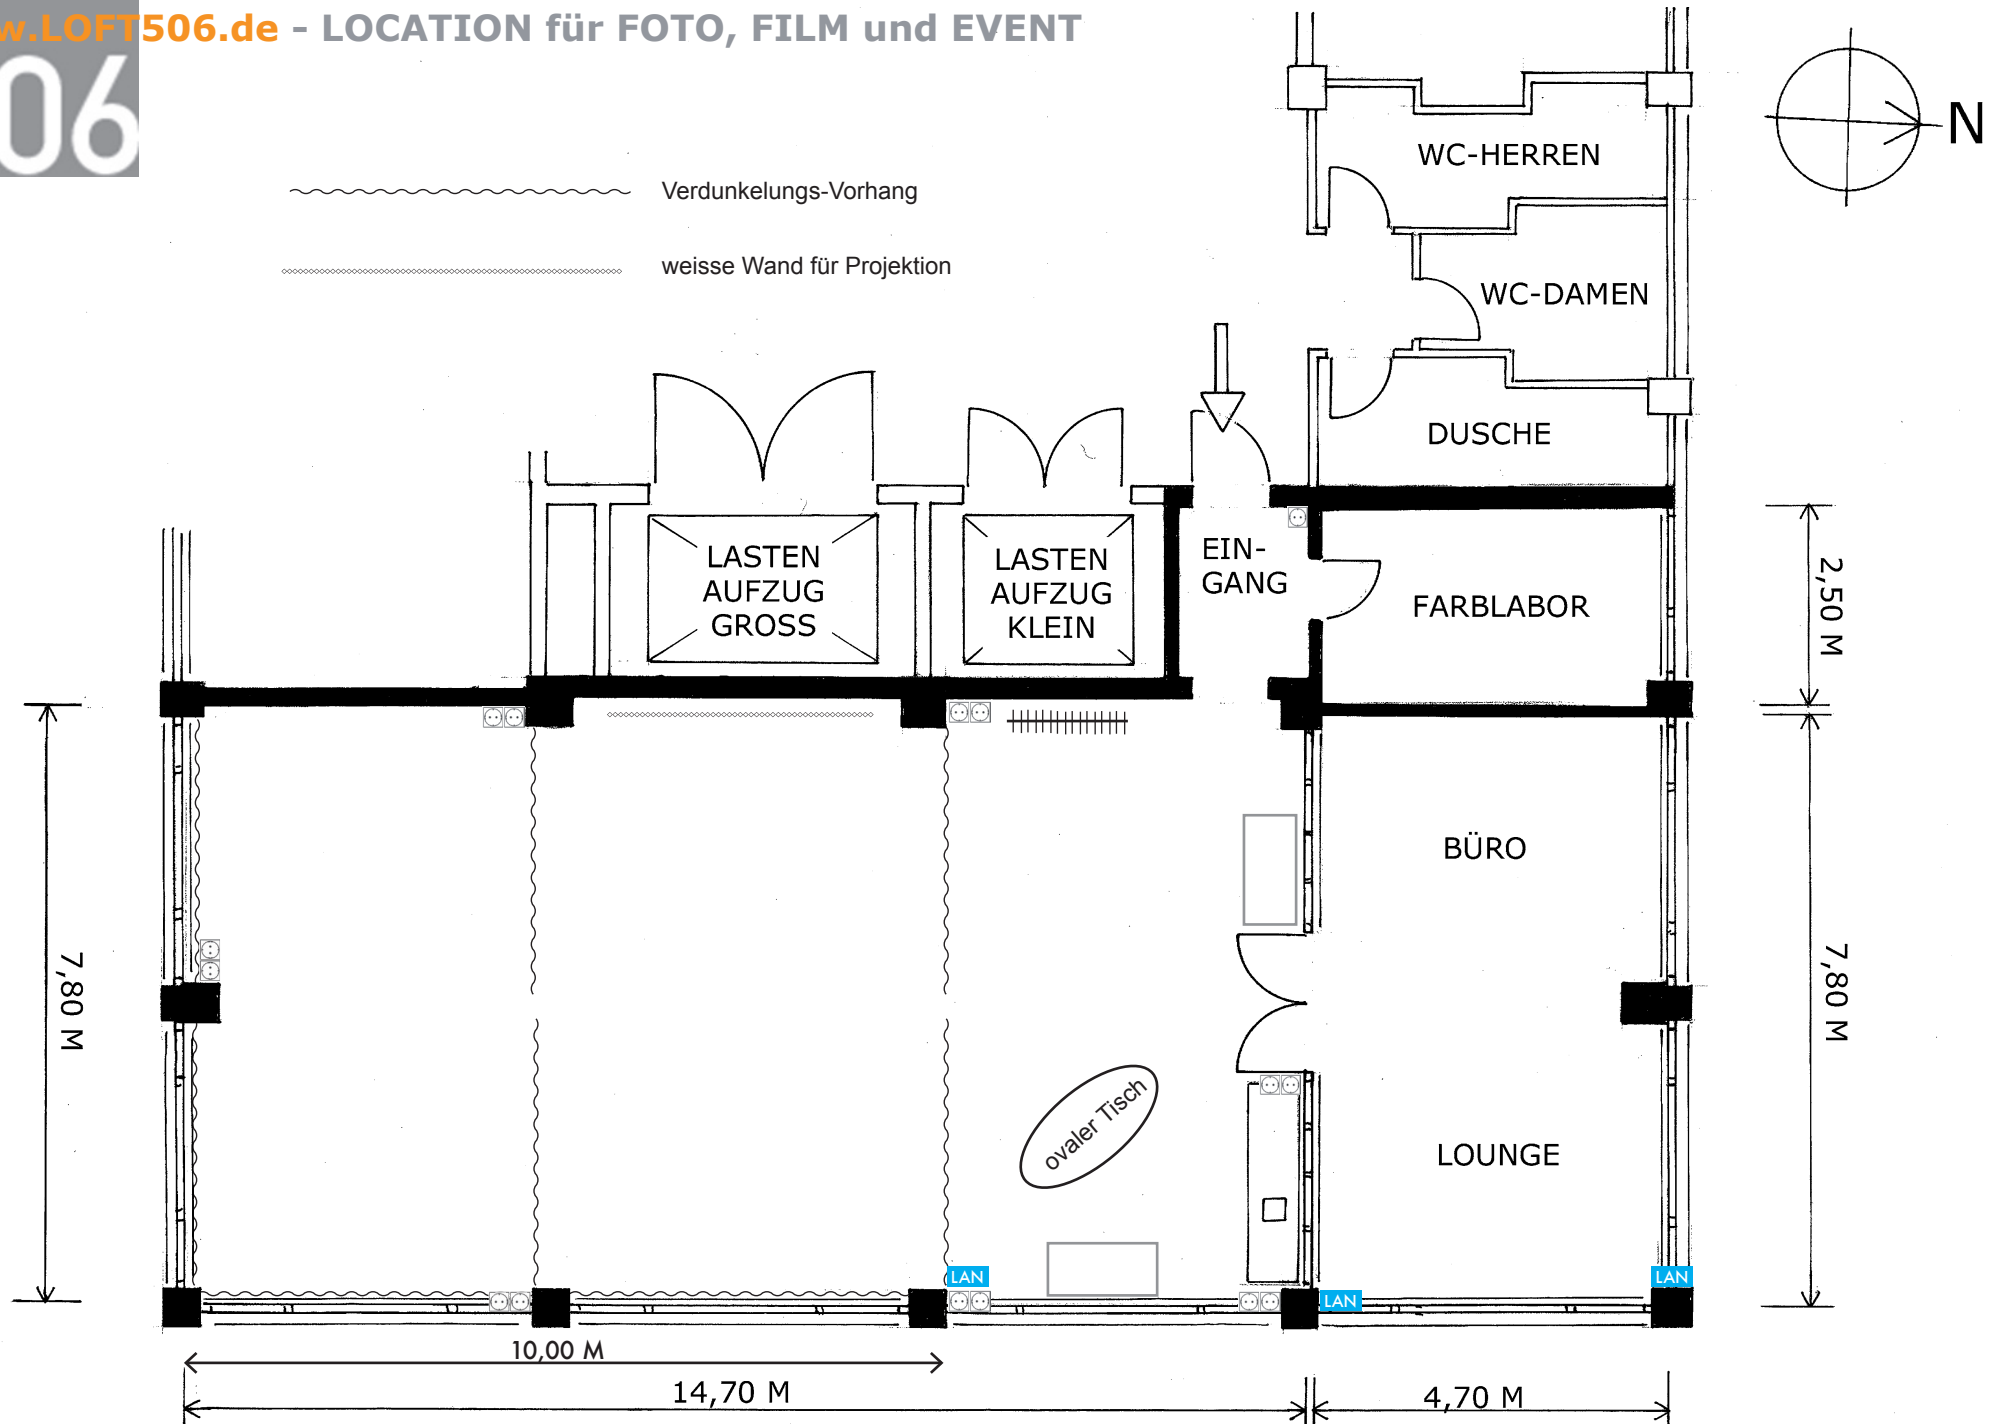 w.LOFT506.de - LOCATION für FOTO, FILM und EVENT
06
N
WC-HERREN
Verdunkelungs-Vorhang
weisse Wand für Projektion
WC-DAMEN
DUSCHE
LASTEN
AUFZUG
GROSS
LASTEN
AUFZUG
KLEIN
EIN-
GANG
FARBLABOR
2,50 M
BÜRO
7,80 M
7,80 M
ovaler Tisch
LOUNGE
LAN
LAN
LAN
10,00 M
14,70 M
4,70 M